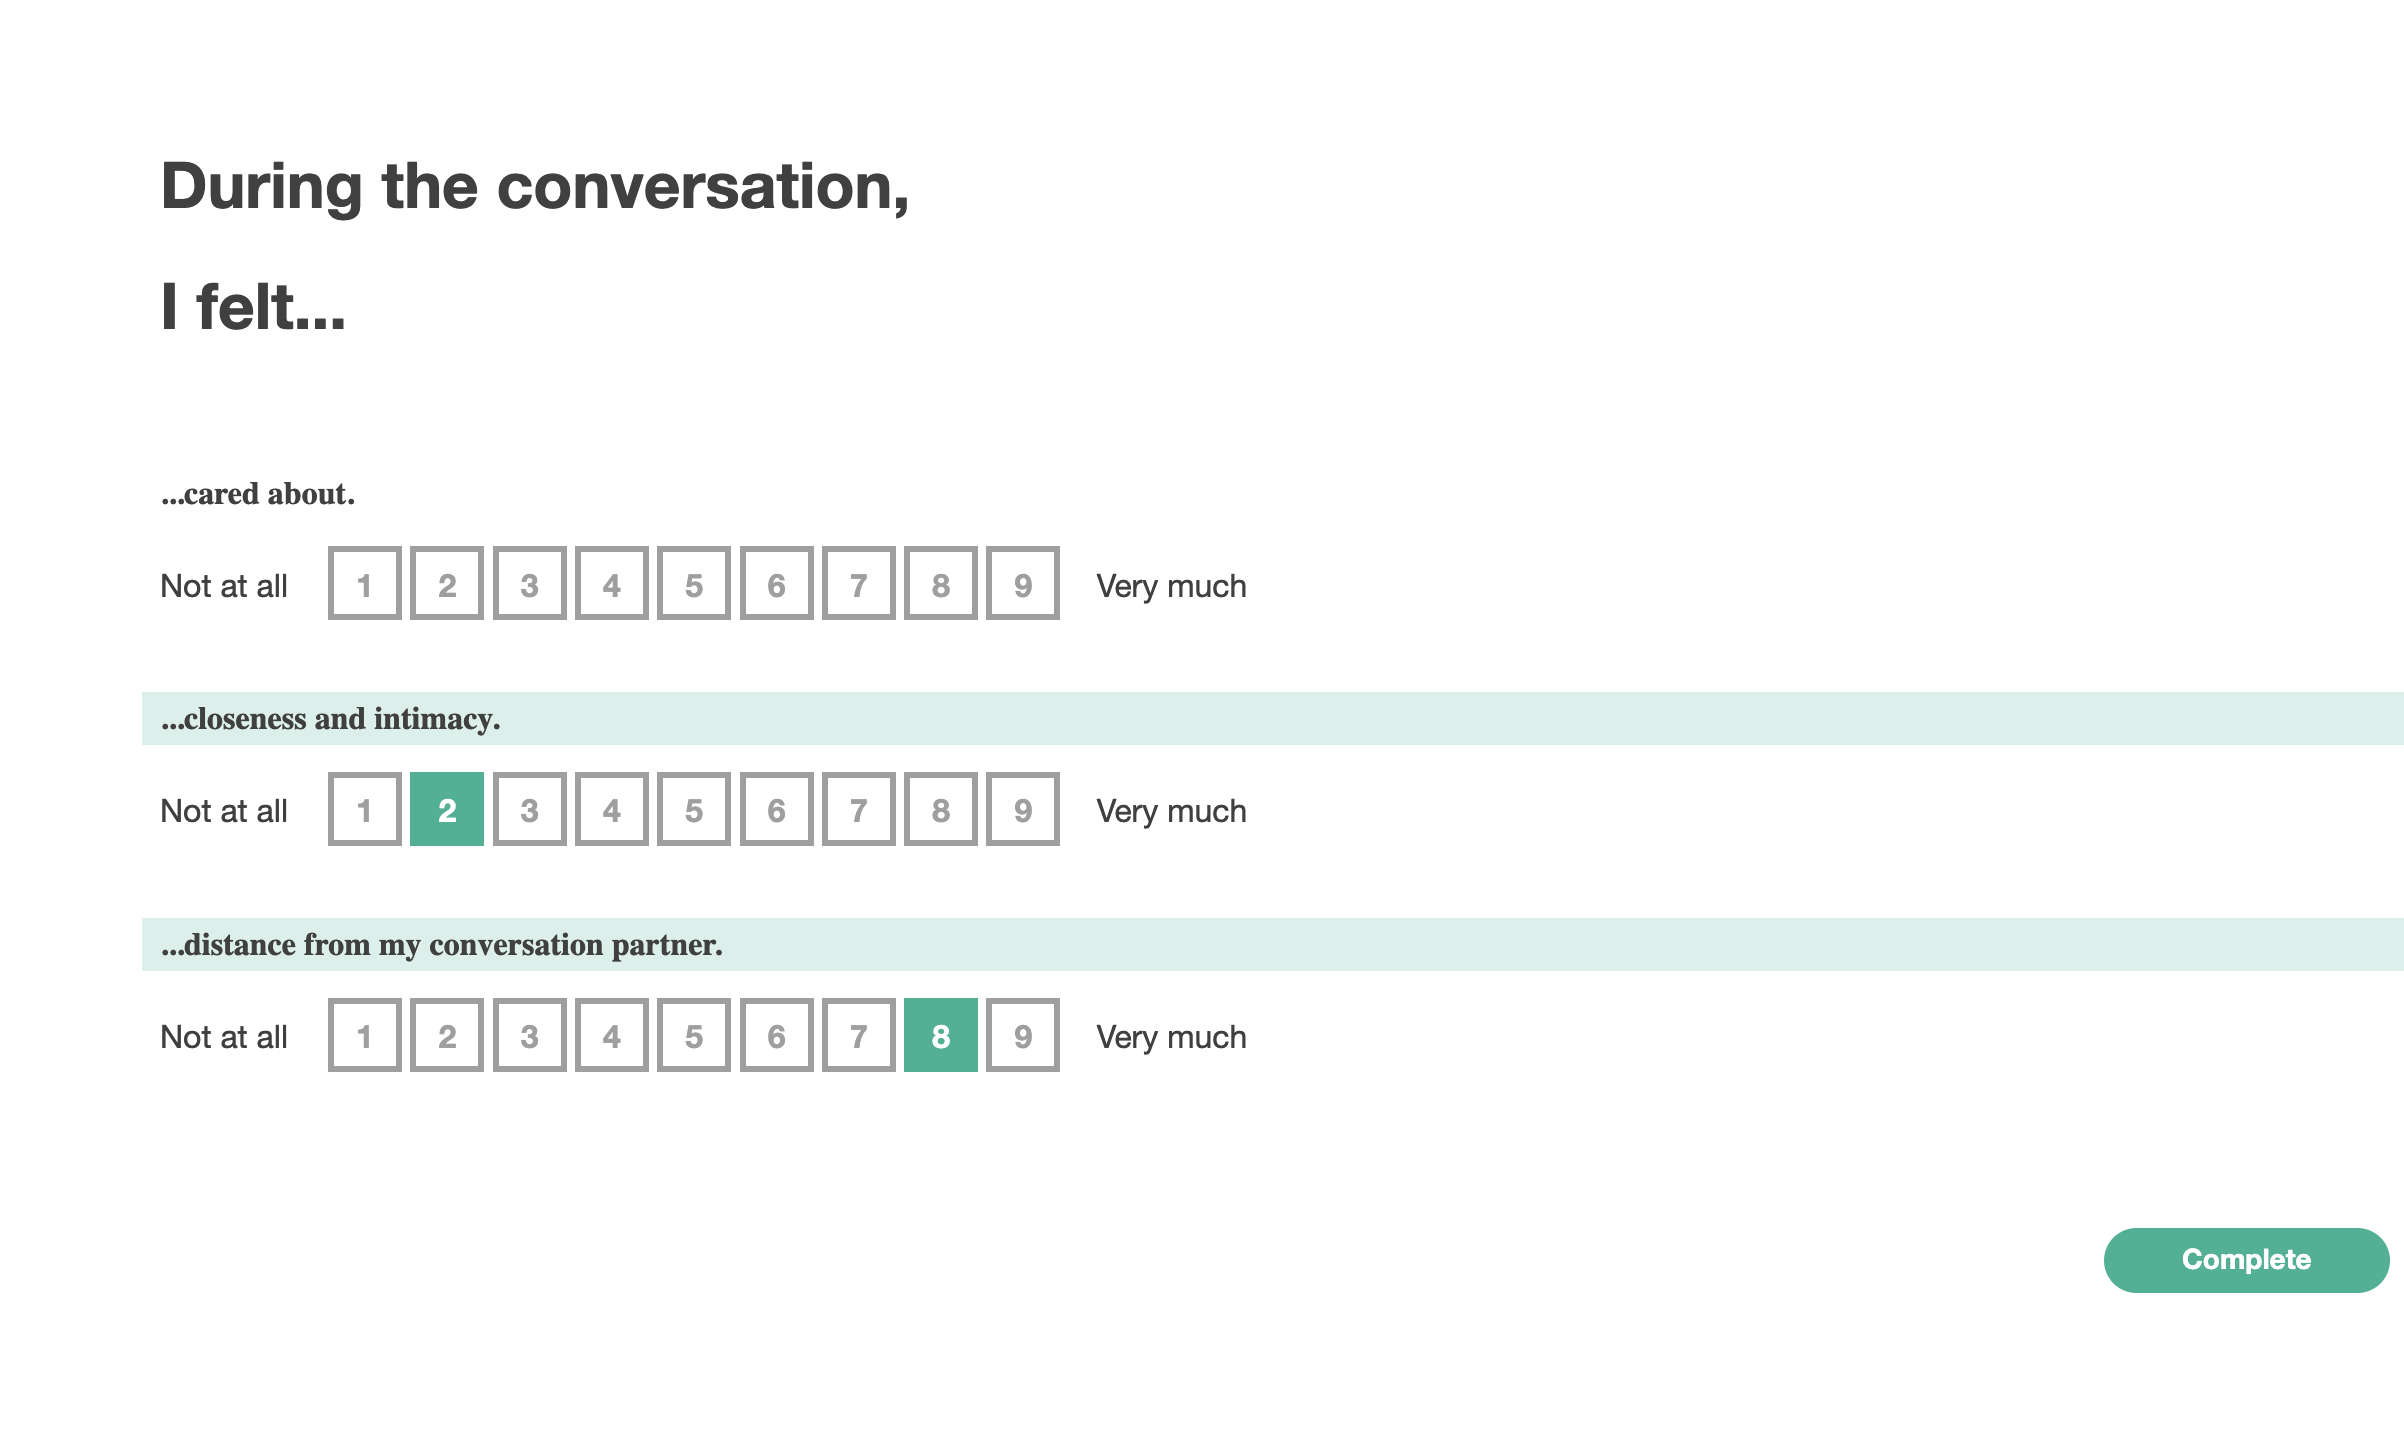 During the conversation,
I felt...
...cared about.
Not at all 1 2 3 4 5 6 7 8 9 Very much
...closeness and intimacy.
Not at all 1 2 3 4 5 6 7 8 9 Very much
...distance from my conversation partner.
Not at all 1 2 3 4 5 6 7 8 9 Very much
Complete